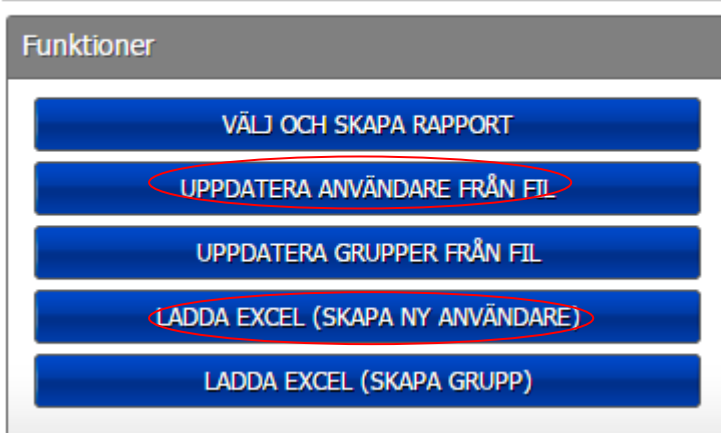 Funktioner
VÄLJ OCH SKAPA RAPPORT
UPPDATERA ANVÄNDARE FRÅN FIL
UPPDATERA GRUPPER FRÅN FIL
LADDA EXCEL (SKAPA NY ANVÄNDARE)
LADDA EXCEL (SKAPA GRUPP)